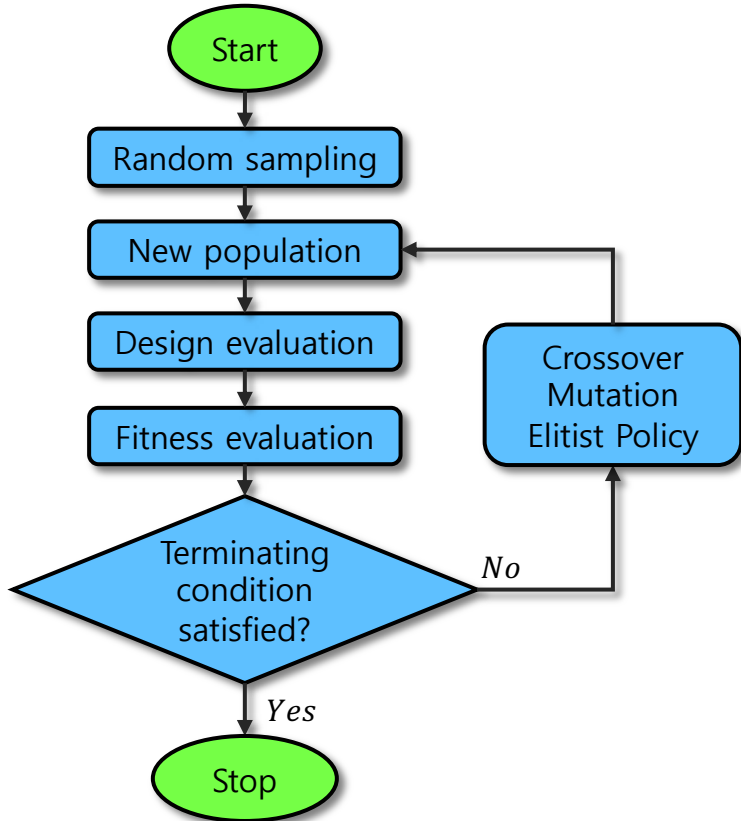 Start
Random sampling
New population
Design evaluation
Fitness evaluation
Crossover
Mutation
Elitist Policy
Terminating
condition
satisfied?
No
Yes
Stop